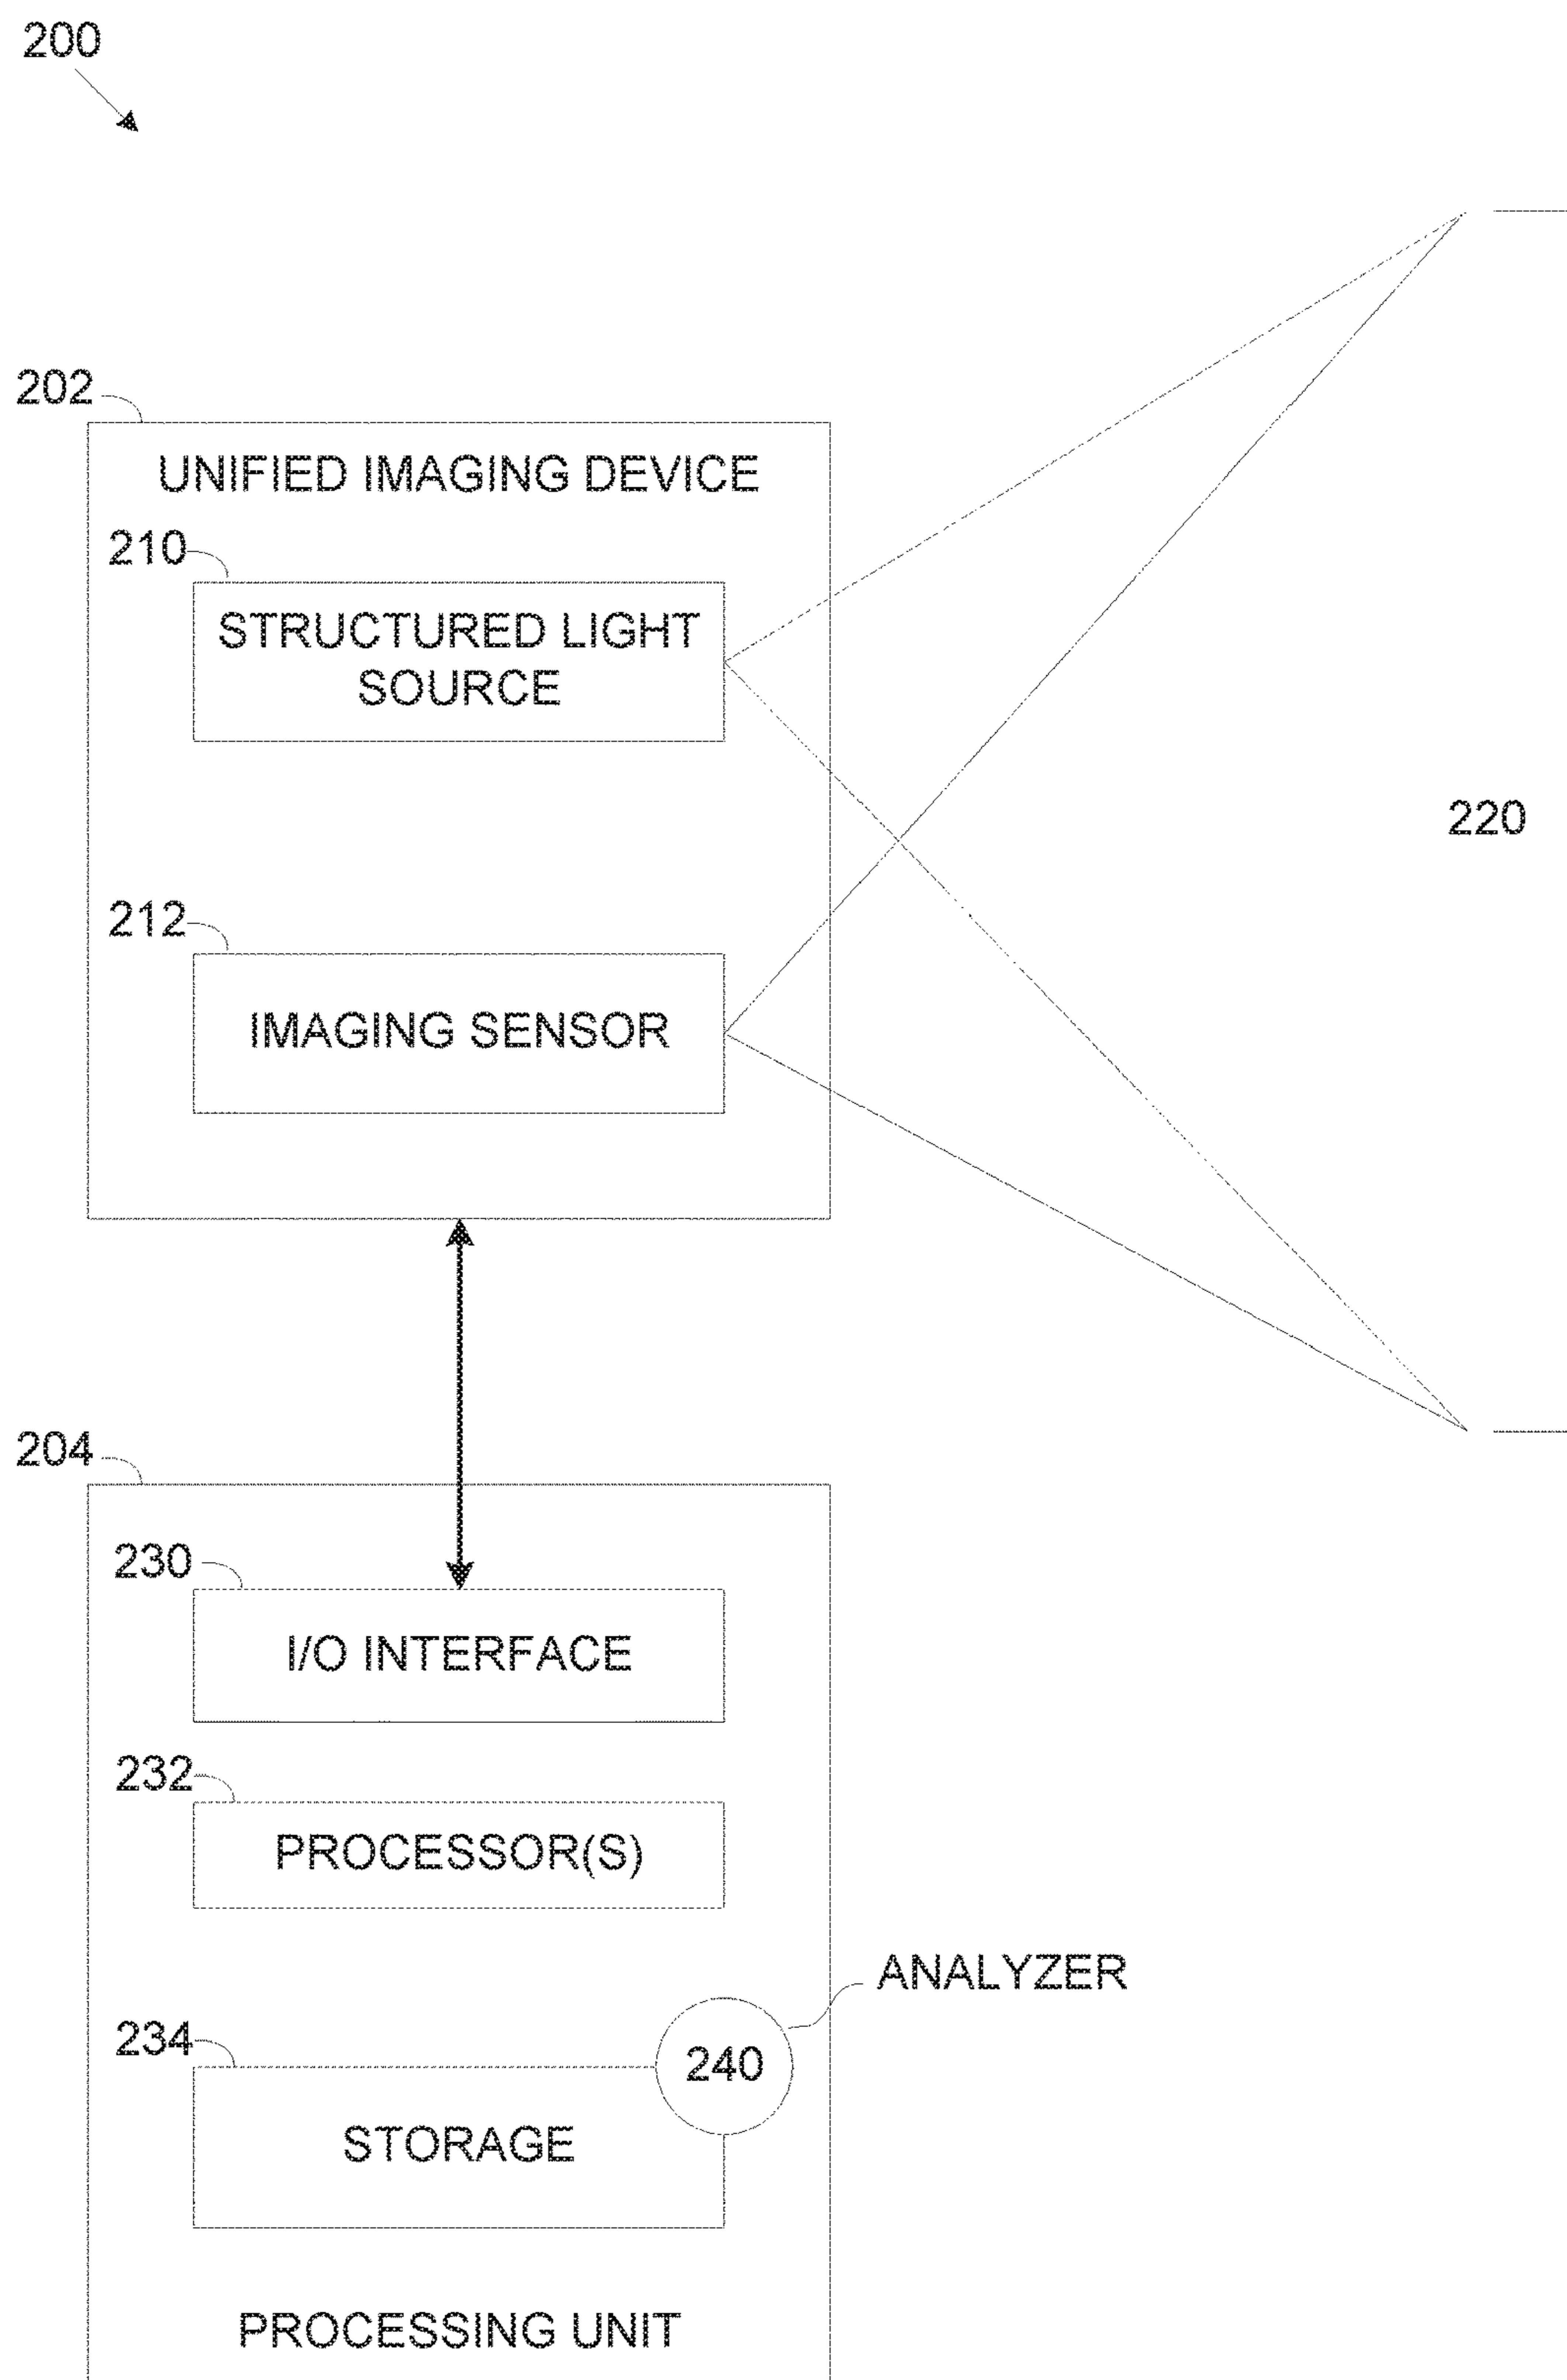 200
202
UNIFIED IMAGING DEVICE
210
STRUCTURED LIGHT
SOURCE
220
212
IMAGING SENSOR
204
230
I/O INTERFACE
232
PROCESSOR(S)
ANALYZER
234
240
STORAGE
PROCESSING UNIT